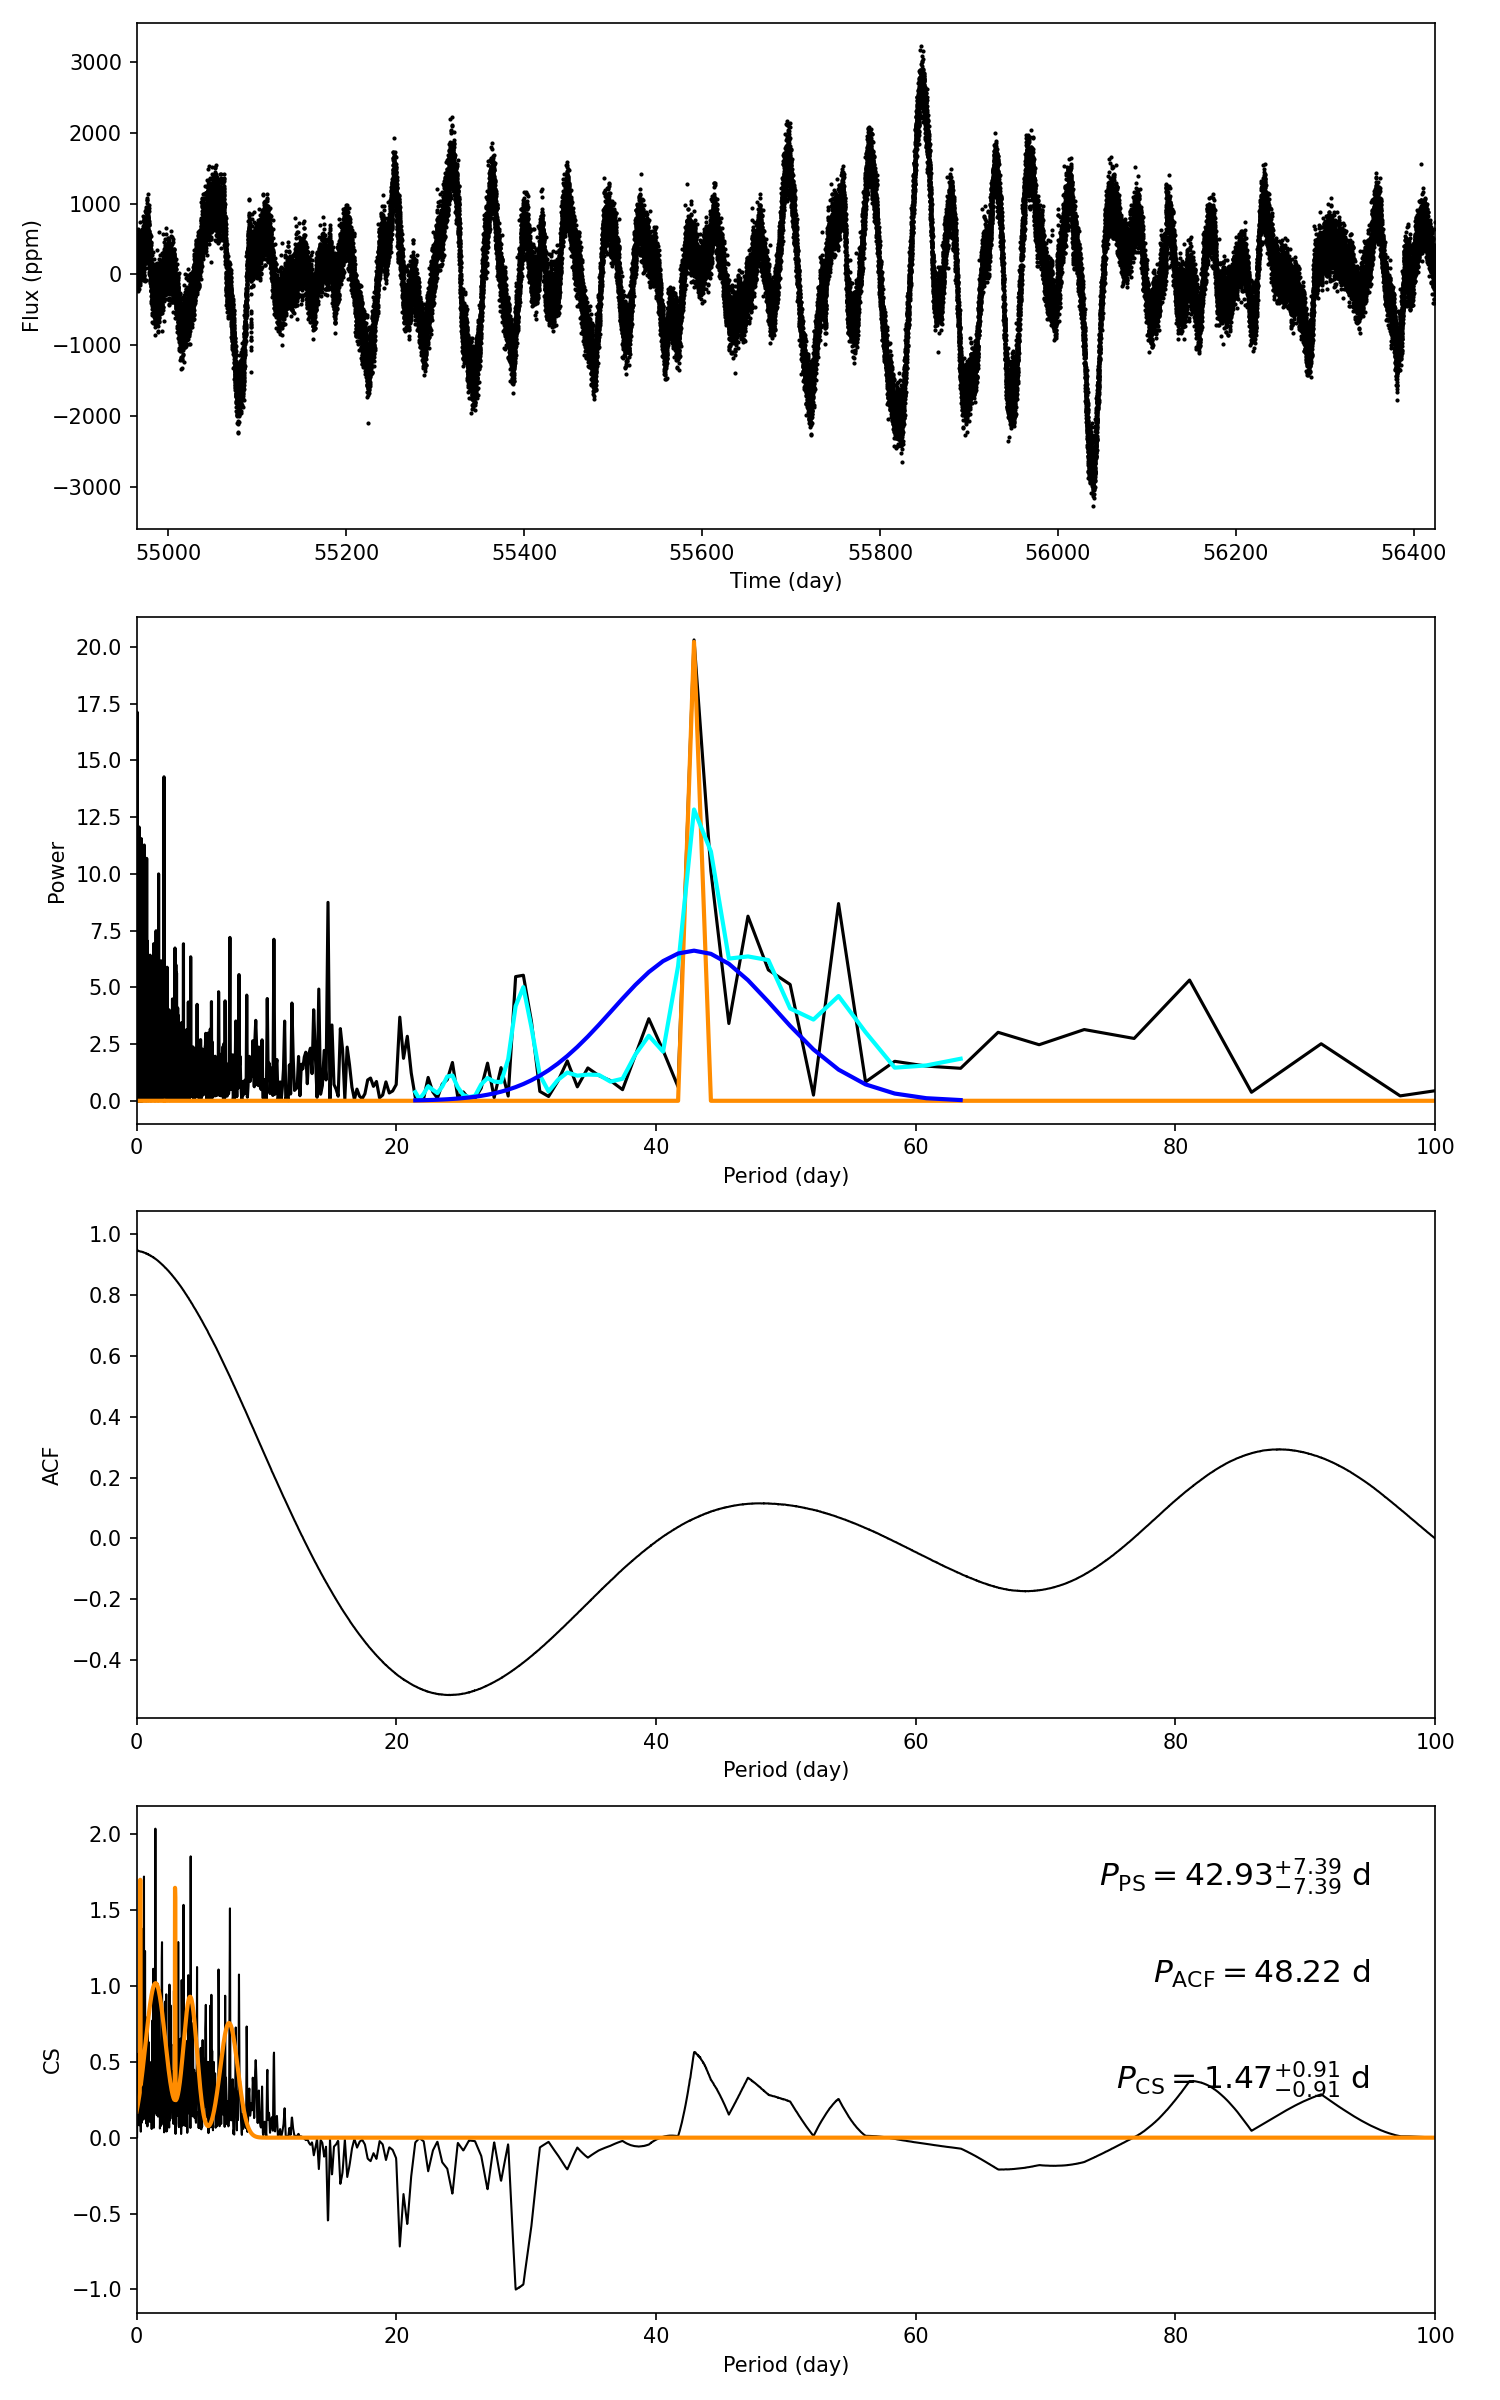 3000
2000
1000
0
−1000
−2000
−3000
Flux (ppm)
55000 55200 55400 55600 55800 56000 56200 56400
Time (day)
20.0
17.5
15.0
12.5
10.0
7.5
5.0
2.5
0.0
Power
0 20 40 60 80 100
Period (day)
1.0
0.8
0.6
0.4
0.2
0.0
−0.2
−0.4
ACF
0 20 40 60 80 100
Period (day)
2.0
1.5
1.0
0.5
0.0
−0.5
−1.0
CS
P_PS = 42.93^{+7.39}_{−7.39} d
P_ACF = 48.22 d
P_CS = 1.47^{+0.91}_{−0.91} d
0 20 40 60 80 100
Period (day)